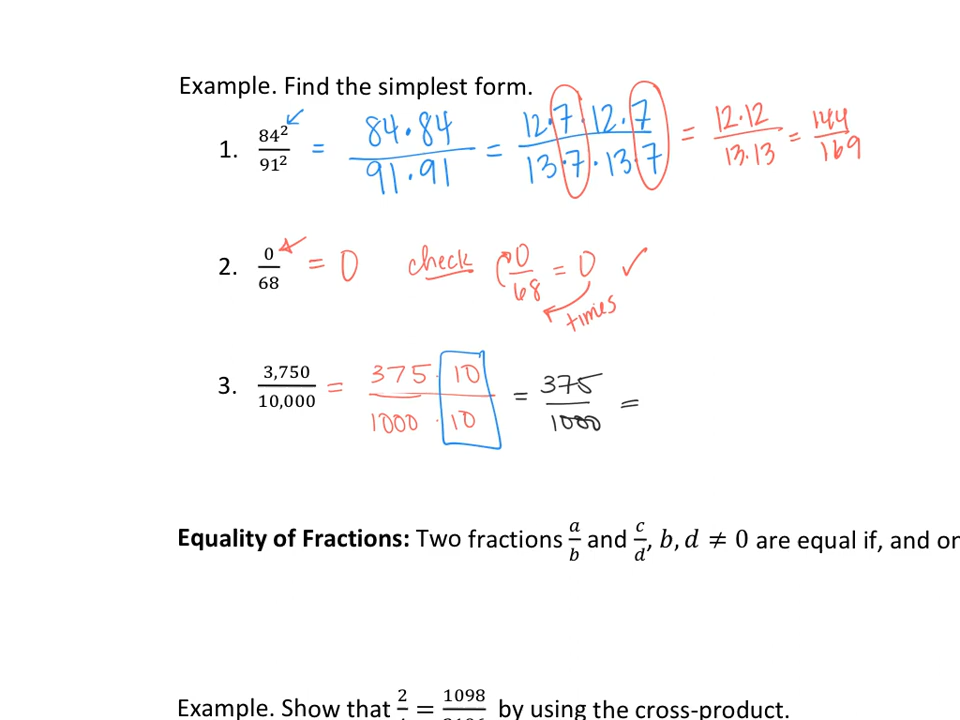 Example. Find the simplest form.
1. 84²/91² = 84·84/91·91 = 12·7·12·7/13·7·13·7 = 12·12/13·13 = 144/169
2. 0/68 = 0 check 0/68 = 0 ✓
times
3. 3,750/10,000 = 375·10/1000·10 = 375/1000 =
Equality of Fractions: Two fractions a/b and c/d, b, d ≠ 0 are equal if, and on
Example. Show that 2/ = 1098/ by using the cross-product.